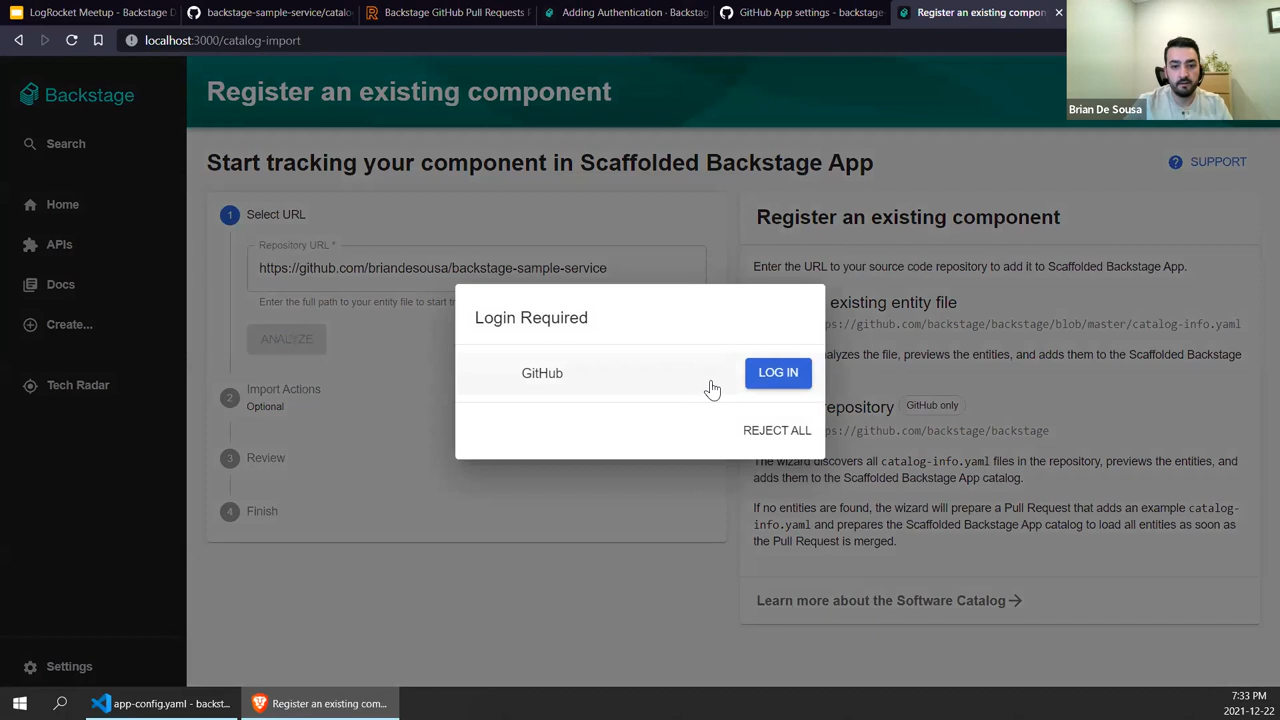 LogRocket Meetup - Backstage D
backstage-sample-service/catalo
Backstage GitHub Pull Requests P
Adding Authentication · Backstag
GitHub App settings - backstage
Register an existing compon
localhost:3000/catalog-import
Brian De Sousa
Backstage
Search
Home
APIs
Docs
Create...
Tech Radar
Settings
Register an existing component
Start tracking your component in Scaffolded Backstage App
SUPPORT
1 Select URL
Repository URL *
https://github.com/briandesousa/backstage-sample-service
Enter the full path to your entity file to start tr
ANALYZE
2 Import Actions
Optional
3 Review
4 Finish
Login Required
GitHub
LOG IN
REJECT ALL
Register an existing component
Enter the URL to your source code repository to add it to Scaffolded Backstage App.
existing entity file
ps://github.com/backstage/backstage/blob/master/catalog-info.yaml
nalyzes the file, previews the entities, and adds them to the Scaffolded Backstage
epository GitHub only
ps://github.com/backstage/backstage
The wizard discovers all catalog-info.yaml files in the repository, previews the entities, and
adds them to the Scaffolded Backstage App catalog.
If no entities are found, the wizard will prepare a Pull Request that adds an example catalog-
info.yaml and prepares the Scaffolded Backstage App catalog to load all entities as soon as
the Pull Request is merged.
Learn more about the Software Catalog
app-config.yaml - backst...
Register an existing com...
7:33 PM
2021-12-22